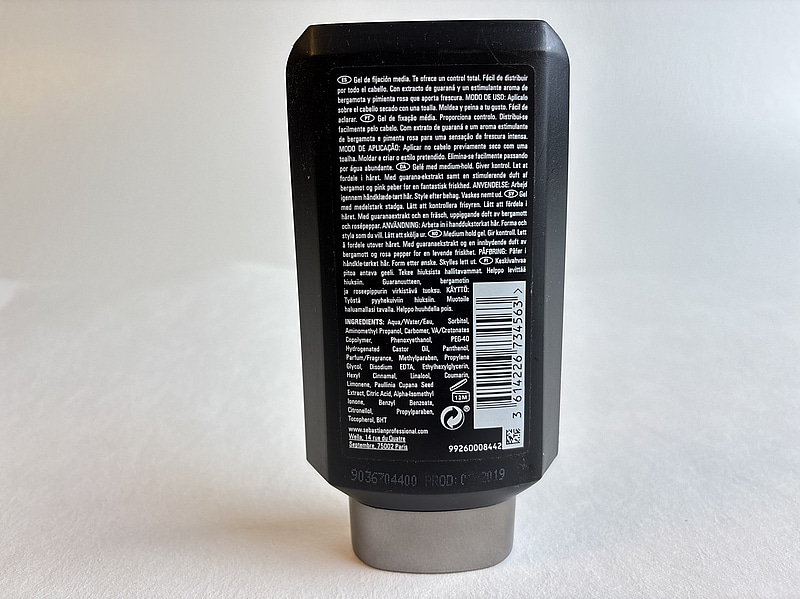 ES Gel de fijación media. Te ofrece un control total. Fácil de distribuir
por todo el cabello. Con extracto de guaraná y un estimulante aroma de
bergamota y pimienta rosa que aporta frescura. MODO DE USO: Aplícalo
sobre el cabello secado con una toalla. Moldea y peina a tu gusto. Fácil de
aclarar. PT Gel de fixação média. Proporciona controlo. Distribui-se
facilmente pelo cabelo. Com extrato de guaraná e um aroma estimulante
de bergamota e pimenta rosa para uma sensação de frescura intensa.
MODO DE APLICAÇÃO: Aplicar no cabelo previamente seco com uma
toalha. Moldar e criar o estilo pretendido. Elimina-se facilmente passando
por água abundante. DA Gelé med medium-hold. Giver kontrol. Let at
fordele i håret. Med guarana-ekstrakt samt en stimulerende duft af
bergamot og pink peber for en fantastisk friskhed. ANVENDELSE: Arbejd
igennem håndklæde-tørt hår. Style efter behag. Vaskes nemt ud. SV Gel
med medelstark stadga. Lätt att kontrollera frisyren. Lätt att fördela i
håret. Med guaranaextract och en fräsch, uppiggande doft av bergamott
och rosépeppar. ANVÄNDNING: Arbeta in i handdukstorkat hår. Forma och
styla som du vill. Lätt att skölja ur. NO Medium hold gel. Gir kontroll. Lett
å fordele utover håret. Med guaranaekstrakt og en innbydende duft av
bergamott og rosa pepper for en levende friskhet. PÅFØRING: Påfør i
håndkletørket hår. Form etter ønske. Skylles lett ut. FI Keskivahvaa
pitoa antava geeli. Tekee hiuksista hallitavammat. Helppo levittää
hiuksiin. Guaranuutteen, bergamotin
ja roseepippurin virkistävä tuoksu. KÄYTTÖ:
Työstä pyyhekuiviin hiuksiin. Muotoile
haluamallasi tavalla. Helppo huuhdella pois.
INGREDIENTS: Aqua/Water/Eau, Sorbitol,
Aminomethyl Propanol, Carbomer, VA/Crotonates
Copolymer, Phenoxyethanol, PEG-40
Hydrogenated Castor Oil, Panthenol,
Parfum/Fragrance, Methylparaben, Propylene
Glycol, Disodium EDTA, Ethylhexylglycerin,
Hexyl Cinnamal, Linalool, Coumarin,
Limonene, Paullinia Cupana Seed
Extract, Citric Acid, Alpha-Isomethyl
Ionone, Benzyl Benzoate,
Citronellol, Propylparaben,
Tocopherol, BHT
12M
www.sebastianprofessional.com
Wella, 14 rue du Quatre
Septembre, 75002 Paris
99260008442
3 614226 734563 >
9036704400 PROD: 2019